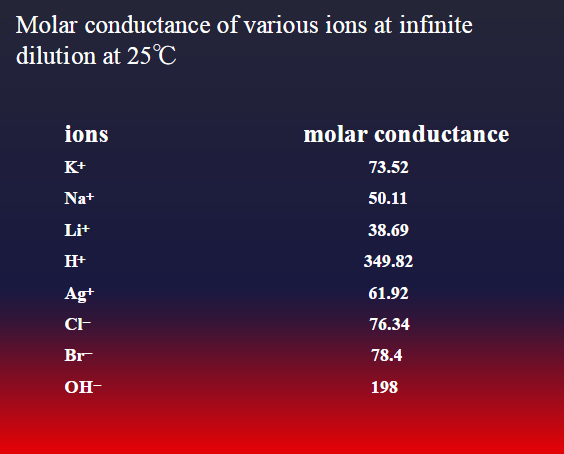 Molar conductance of various ions at infinite
dilution at 25℃
ions molar conductance
K+ 73.52
Na+ 50.11
Li+ 38.69
H+ 349.82
Ag+ 61.92
Cl− 76.34
Br− 78.4
OH− 198